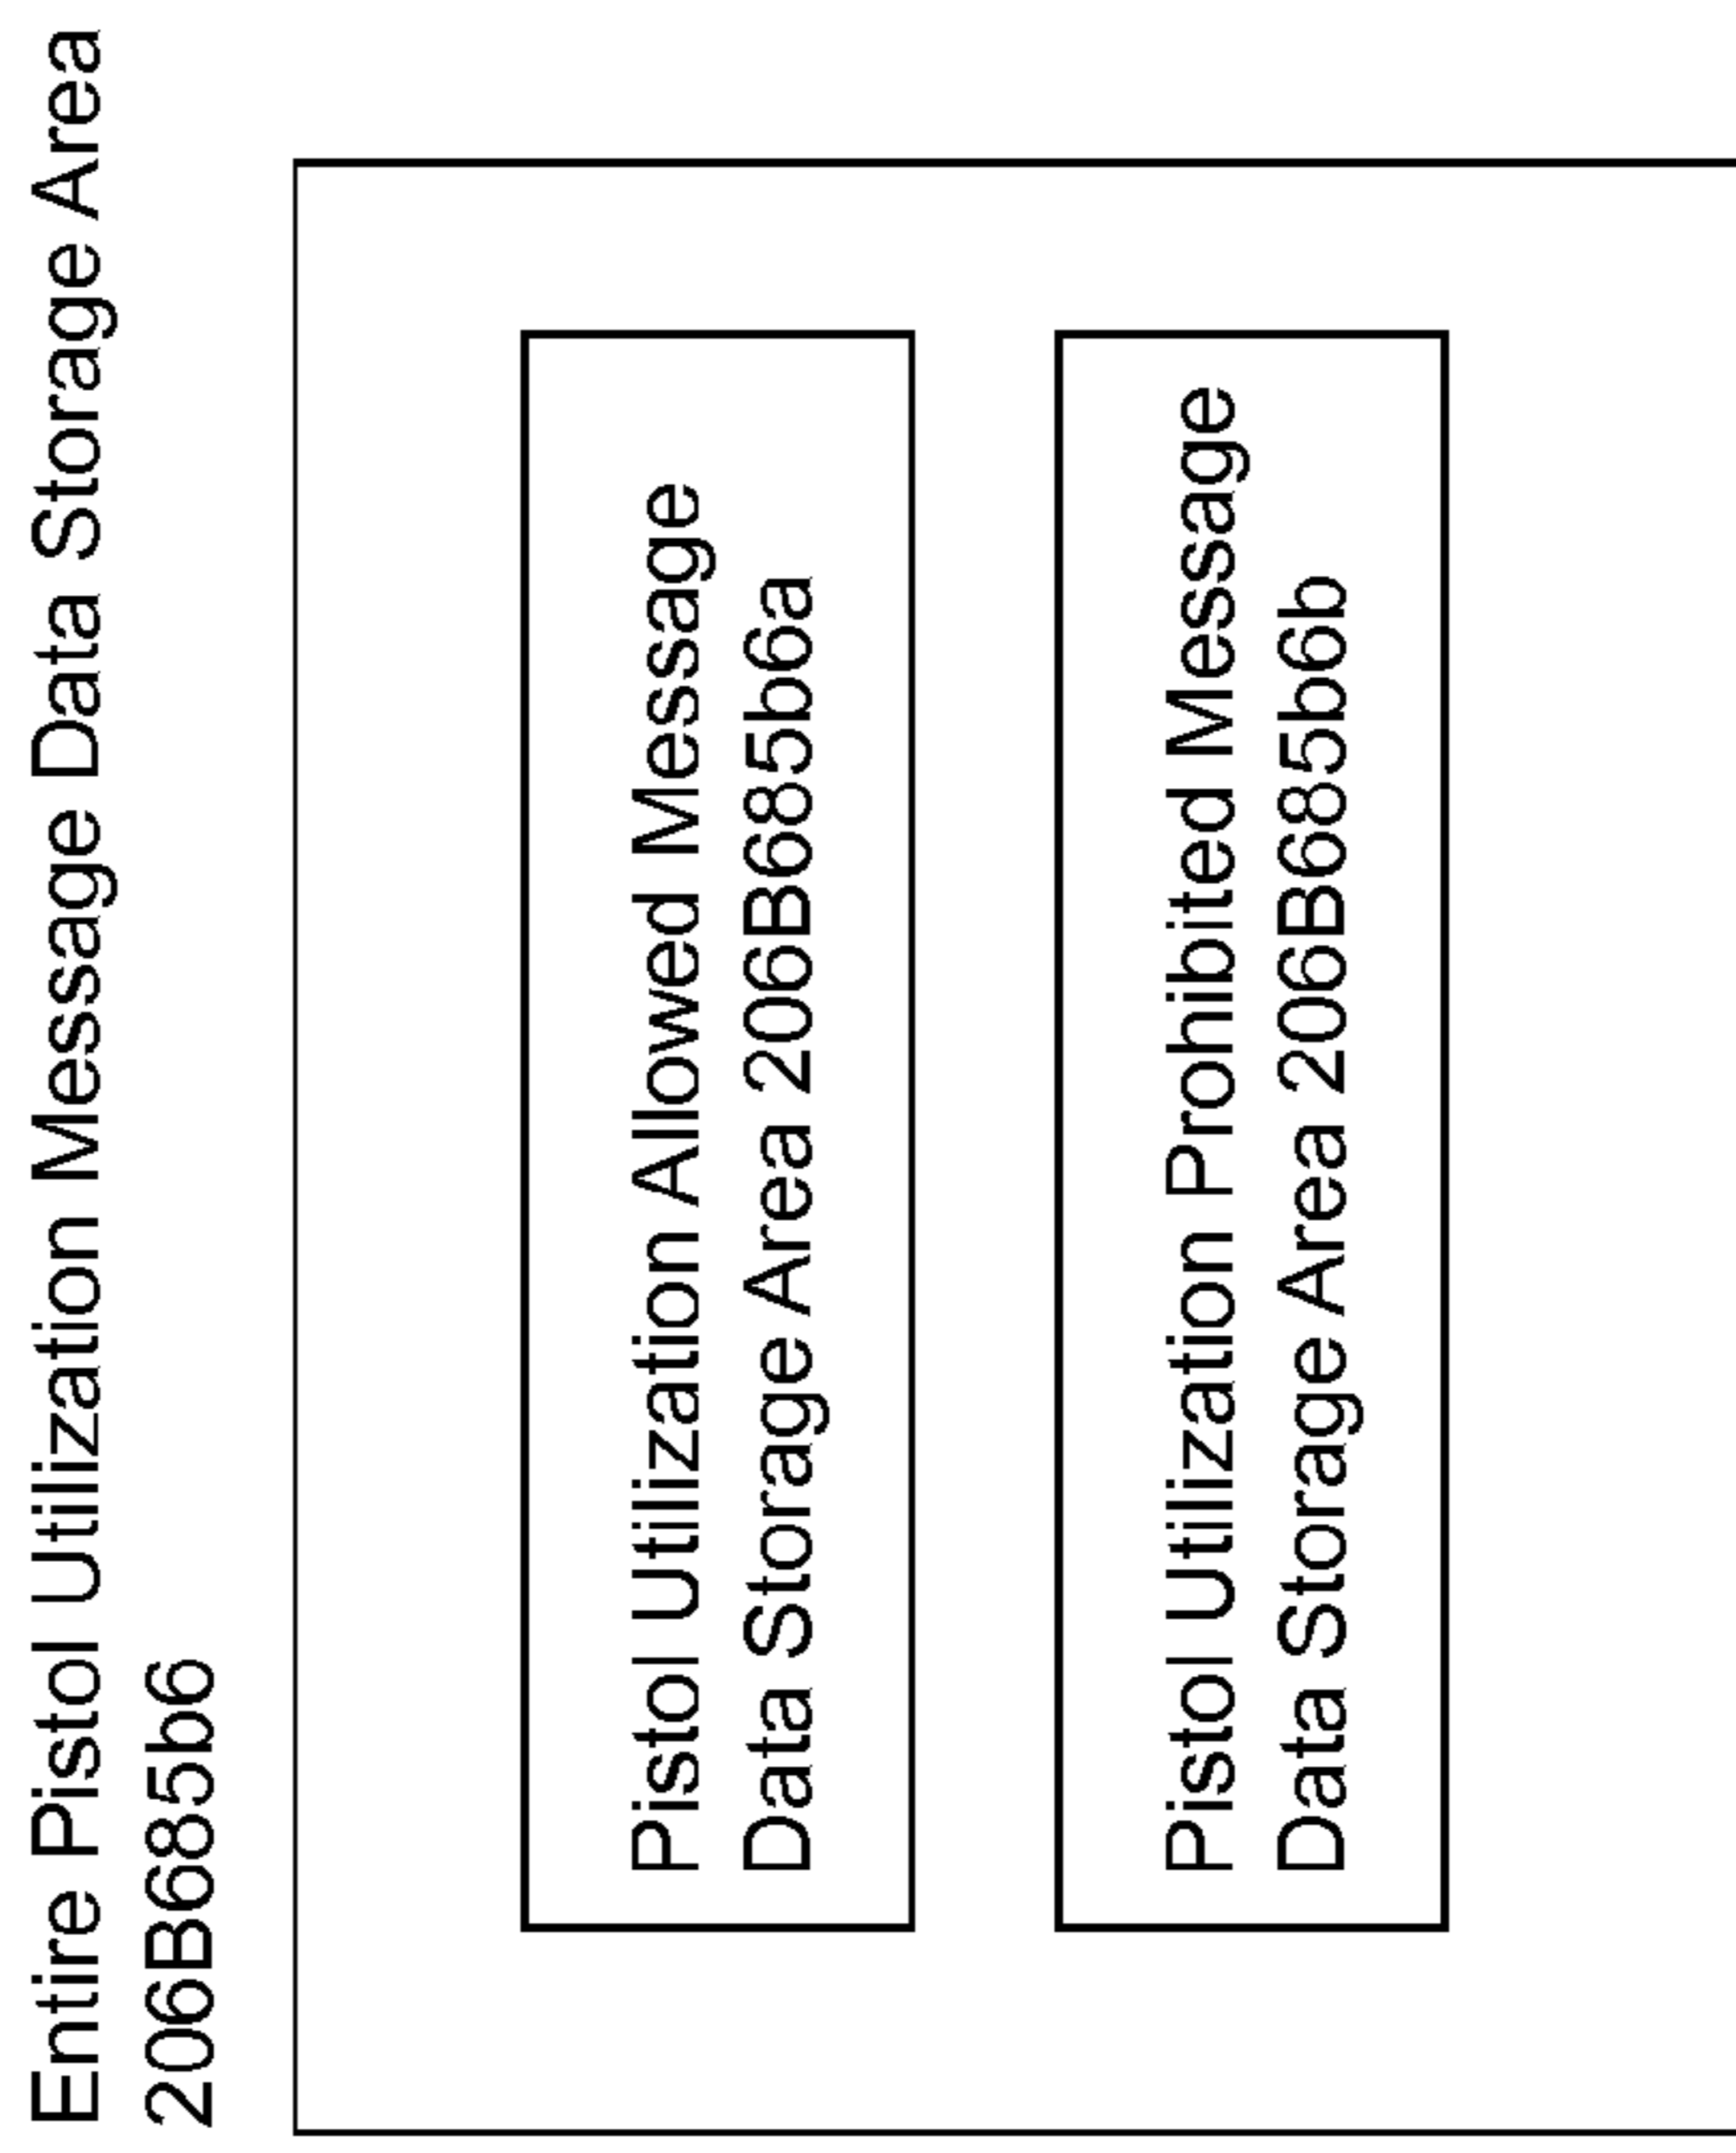 Entire Pistol Utilization Message Data Storage Area
206B685b6
Pistol Utilization Allowed Message
Data Storage Area 206B685b6a
Pistol Utilization Prohibited Message
Data Storage Area 206B685b6b